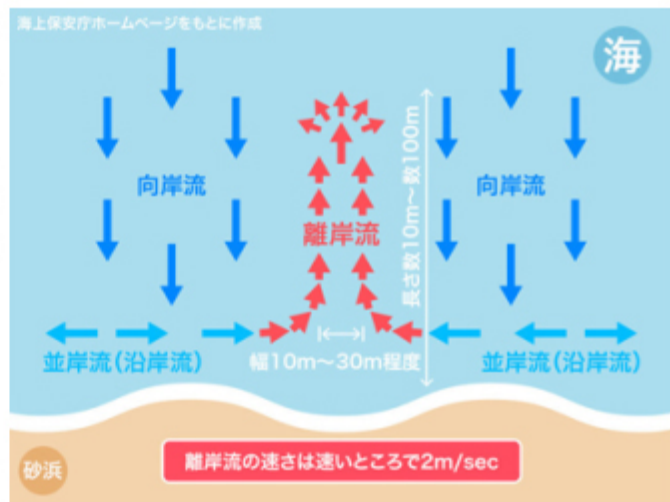 海上保安庁ホームページをもとに作成
海
向岸流
離岸流
向岸流
長さ数10m～数100m
並岸流(沿岸流)
幅10m～30m程度
並岸流(沿岸流)
砂浜
離岸流の速さは速いところで2m/sec